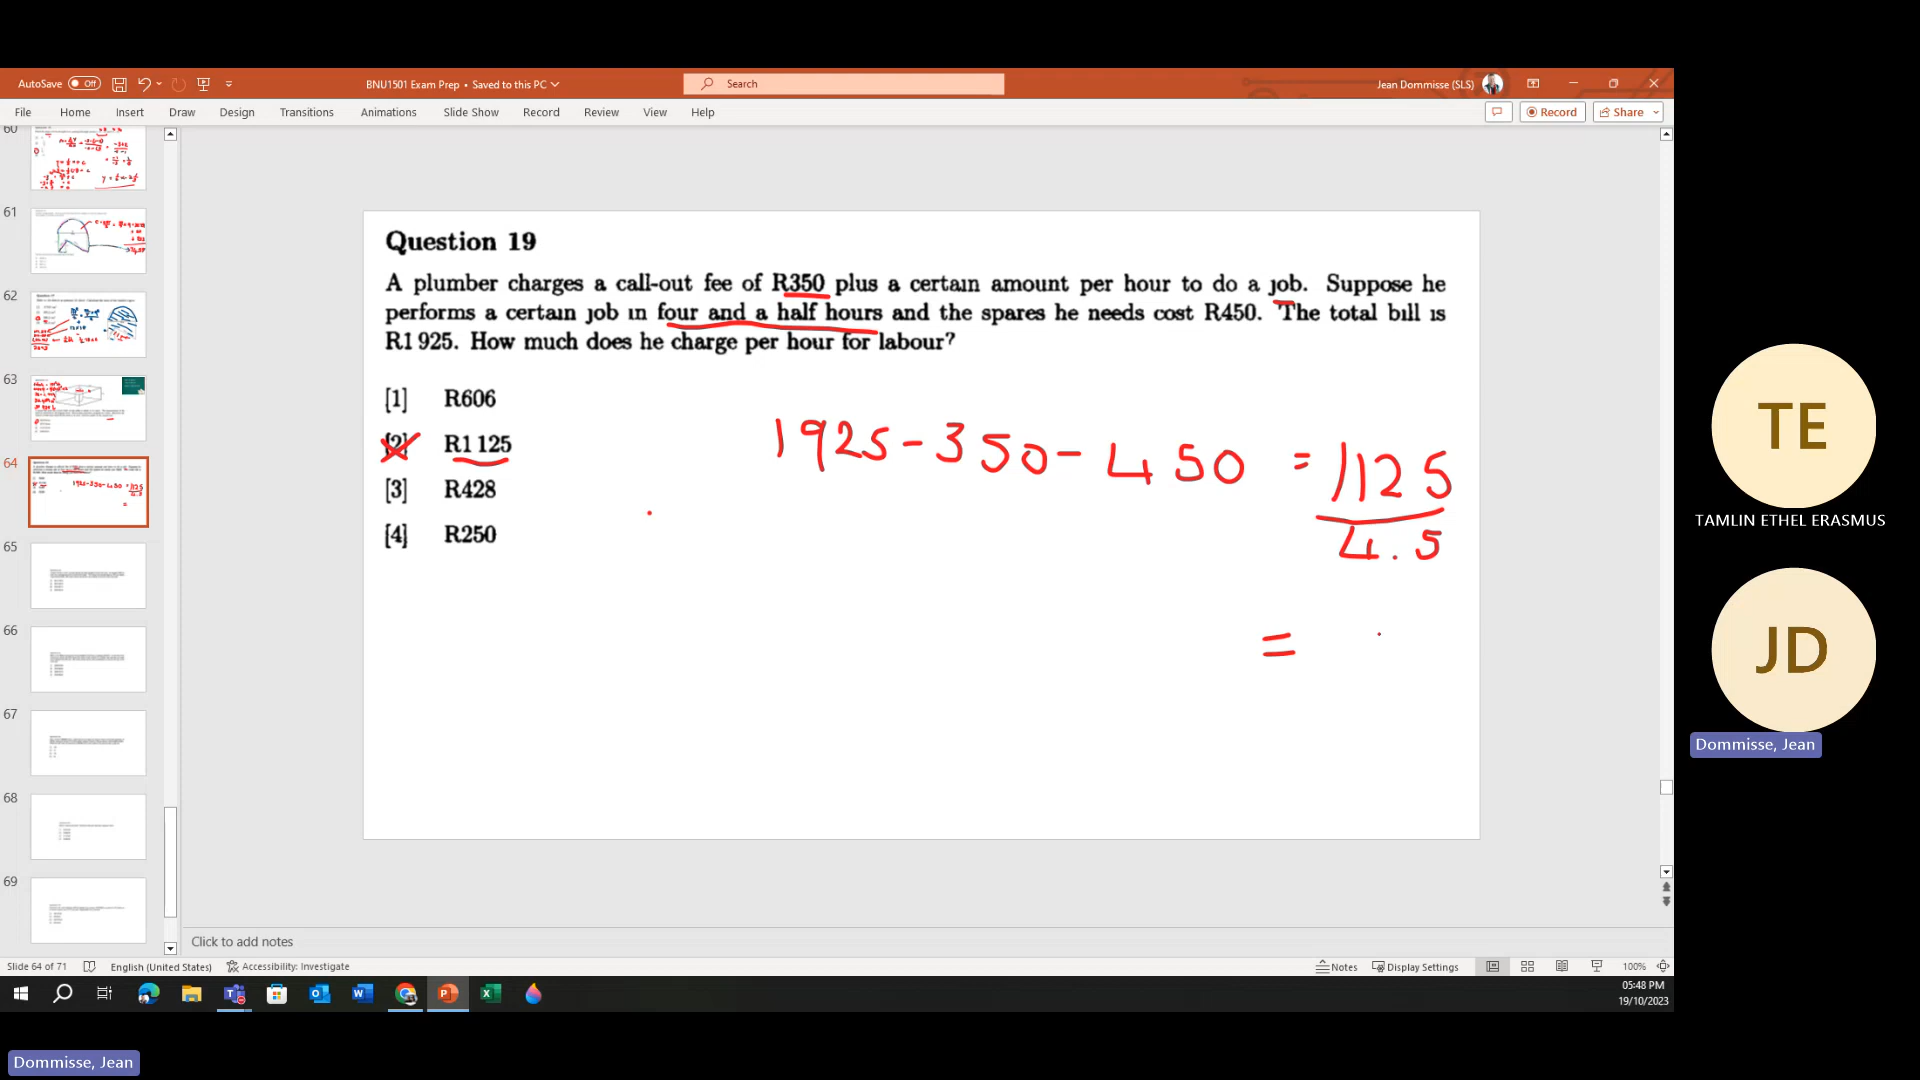 AutoSave Off
BNU1501 Exam Prep • Saved to this PC
Search
Jean Dommisse (SLS)
File Home Insert Draw Design Transitions Animations Slide Show Record Review View Help
Record
Share
60
61
62
63
64
65
66
67
68
69
Question 19
A plumber charges a call-out fee of R350 plus a certain amount per hour to do a job. Suppose he
performs a certain job in four and a half hours and the spares he needs cost R450. The total bill is
R1 925. How much does he charge per hour for labour?
[1] R606
[2] R1 125
[3] R428
[4] R250
1925-350-450 = 1125
4.5
=
TE
TAMLIN ETHEL ERASMUS
JD
Dommisse, Jean
Click to add notes
Slide 64 of 71
English (United States)
Accessibility: Investigate
Notes
Display Settings
100%
05:48 PM
19/10/2023
Dommisse, Jean